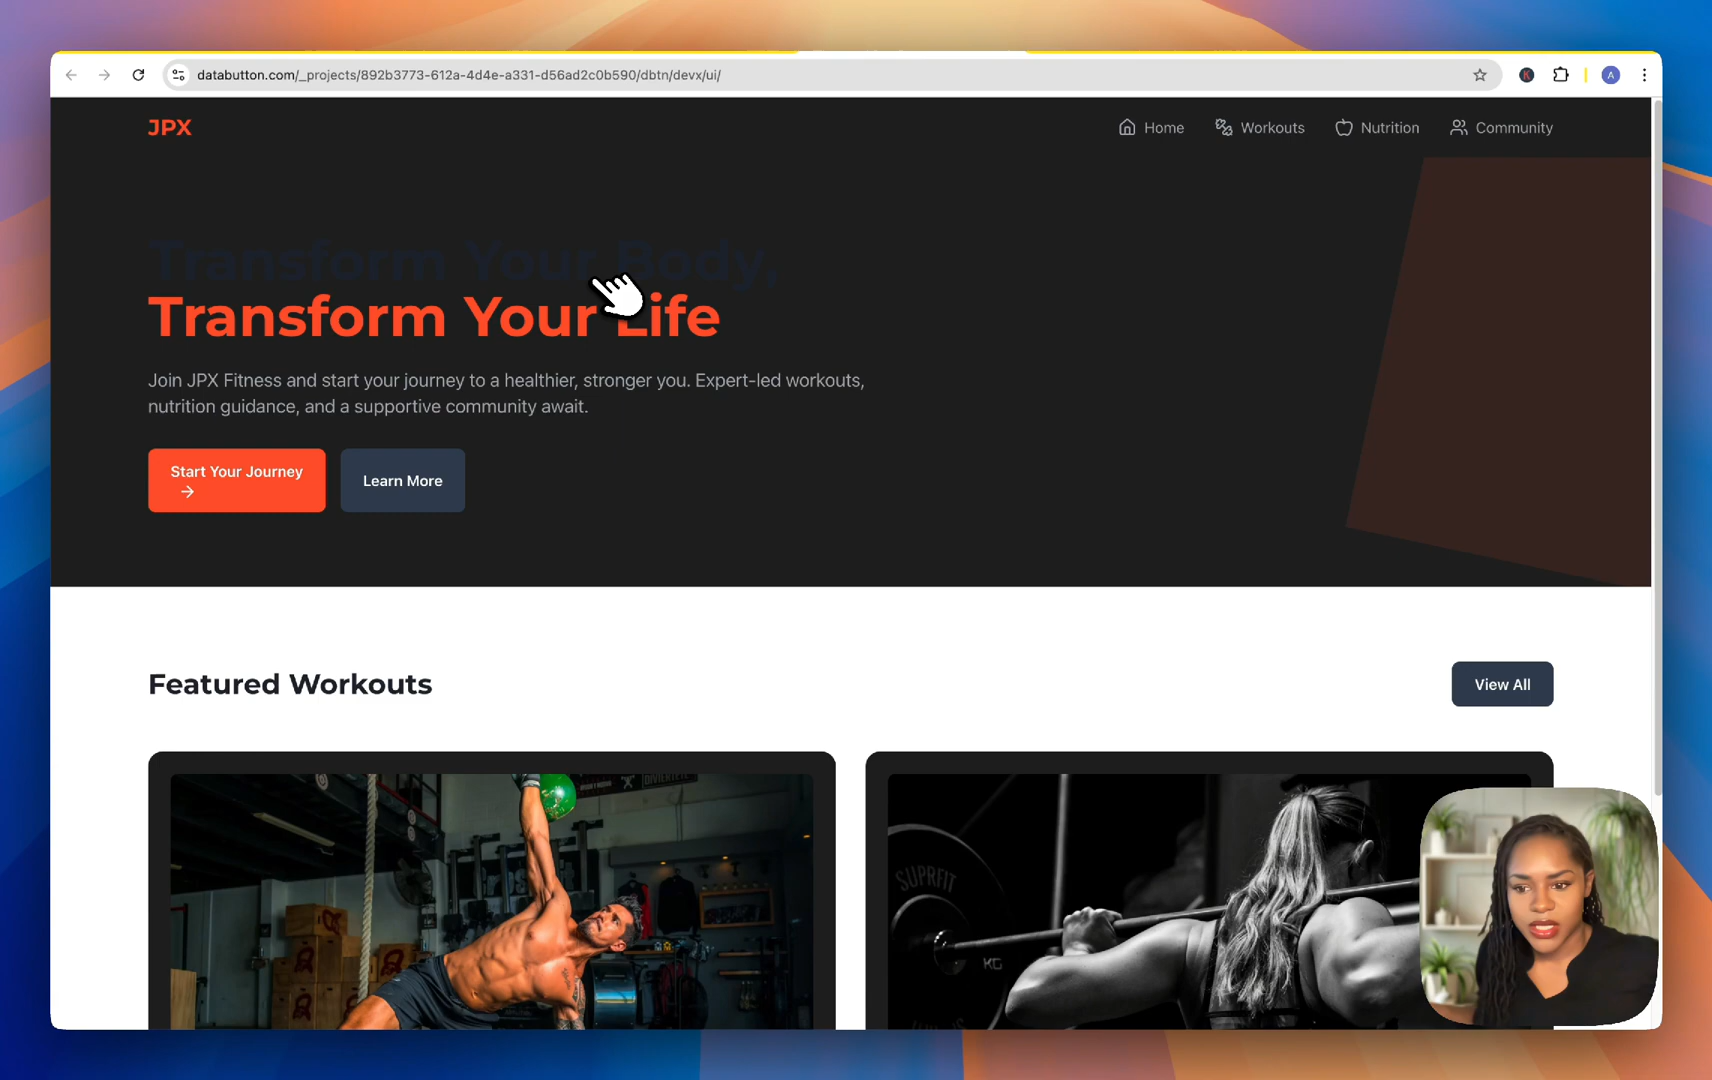 databutton.com/_projects/892b3773-612a-4d4e-a331-d56ad2c0b590/dbtn/devx/ui/
K
A
JPX
Home
Workouts
Nutrition
Community
Transform Your Body,
Transform Your Life
Join JPX Fitness and start your journey to a healthier, stronger you. Expert-led workouts,
nutrition guidance, and a supportive community await.
Start Your Journey
→
Learn More
Featured Workouts
View All
SUPRFIT
KG